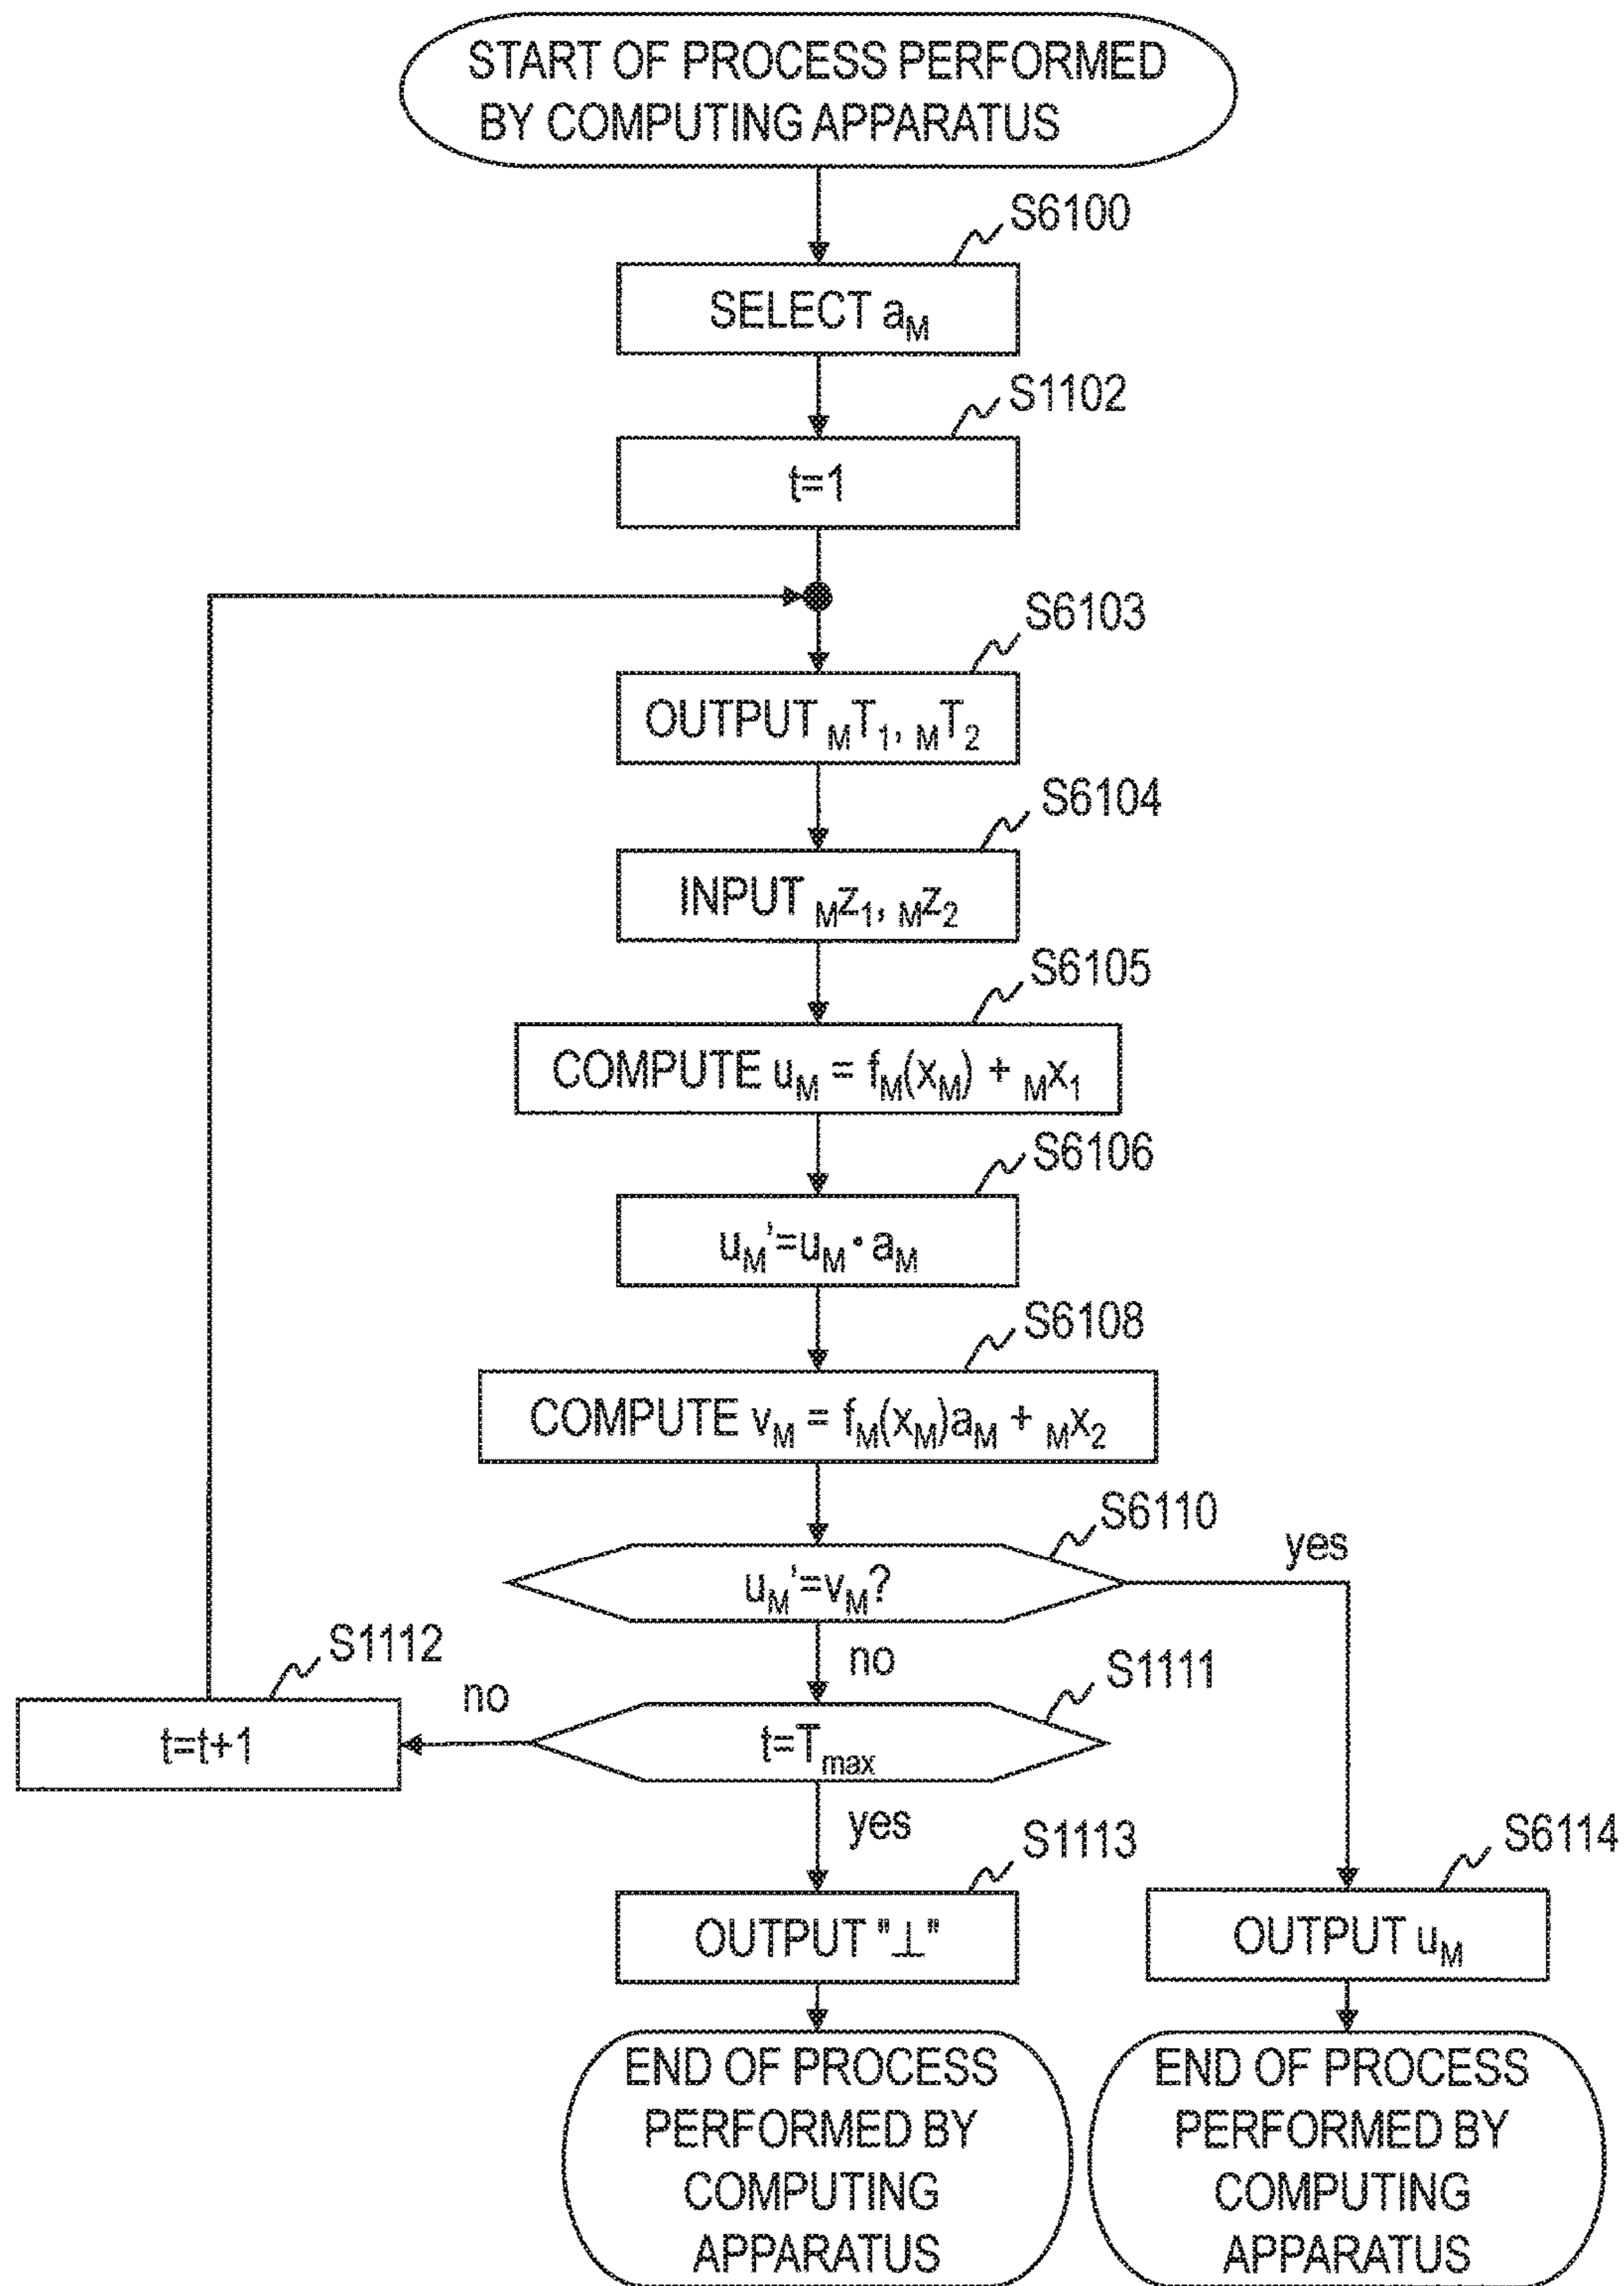 START OF PROCESS PERFORMED
BY COMPUTING APPARATUS
S6100
SELECT a_M
S1102
t=1
S6103
OUTPUT _MT_1, _MT_2
S6104
INPUT _Mz_1, _Mz_2
S6105
COMPUTE u_M = f_M(x_M) + _Mx_1
S6106
u_M'=u_M・a_M
S6108
COMPUTE v_M = f_M(x_M)a_M + _Mx_2
S6110
u_M'=v_M?
yes
no
S1111
t=T_max
no
S1112
t=t+1
yes
S1113
OUTPUT "⊥"
S6114
OUTPUT u_M
END OF PROCESS
PERFORMED BY
COMPUTING
APPARATUS
END OF PROCESS
PERFORMED BY
COMPUTING
APPARATUS